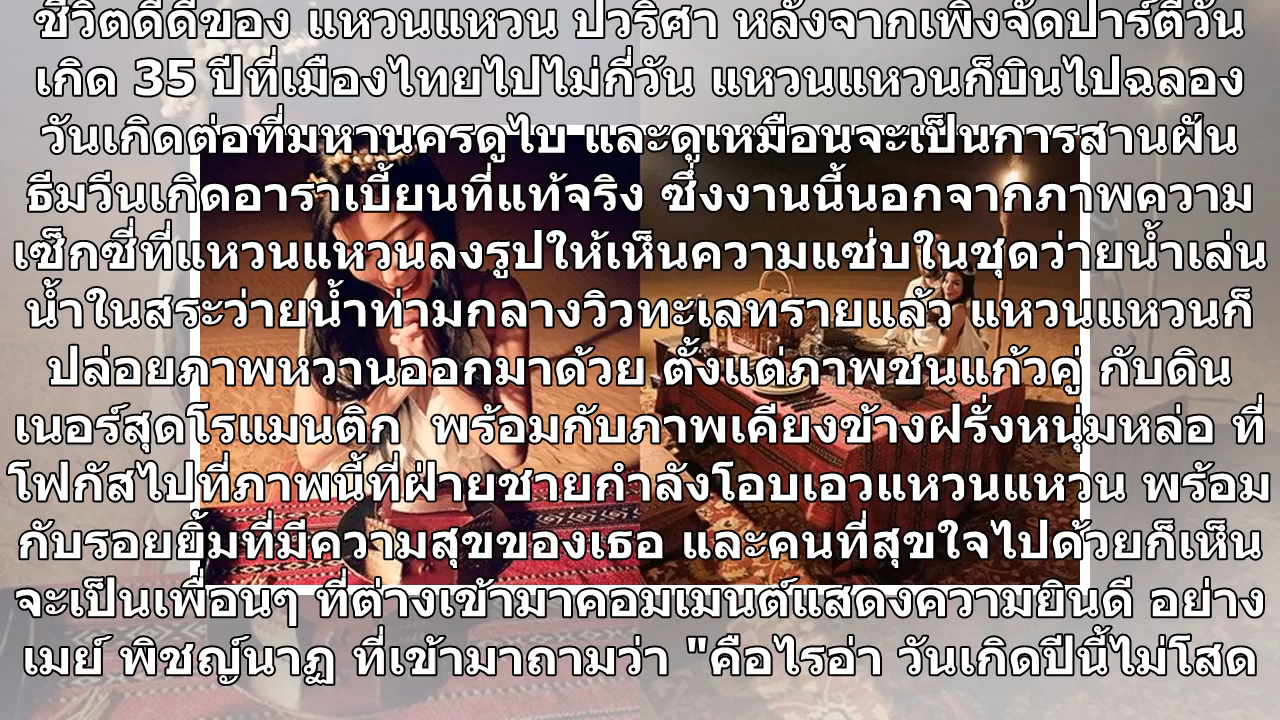 ชีวิตดีดีของ แหวนแหวน ปวริศา หลังจากเพิ่งจัดปาร์ตี้วัน
เกิด 35 ปีที่เมืองไทยไปไม่กี่วัน แหวนแหวนก็บินไปฉลอง
วันเกิดต่อที่มหานครดูไบ และดูเหมือนจะเป็นการสานฝัน
ธีมวีนเกิดอาราเบี้ยนที่แท้จริง ซึ่งงานนี้นอกจากภาพความ
เซ็กซี่ที่แหวนแหวนลงรูปให้เห็นความแซ่บในชุดว่ายน้ำเล่น
น้ำในสระว่ายน้ำท่ามกลางวิวทะเลทรายแล้ว แหวนแหวนก็
ปล่อยภาพหวานออกมาด้วย ตั้งแต่ภาพชนแก้วคู่ กับดิน
เนอร์สุดโรแมนติก  พร้อมกับภาพเคียงข้างฝรั่งหนุ่มหล่อ ที่
โฟกัสไปที่ภาพนี้ที่ฝ่ายชายกำลังโอบเอวแหวนแหวน พร้อม
กับรอยยิ้มที่มีความสุขของเธอ และคนที่สุขใจไปด้วยก็เห็น
จะเป็นเพื่อนๆ ที่ต่างเข้ามาคอมเมนต์แสดงความยินดี อย่าง
เมย์ พิชญ์นาฏ ที่เข้ามาถามว่า "คือไรอ่า วันเกิดปีนี้ไม่โสด